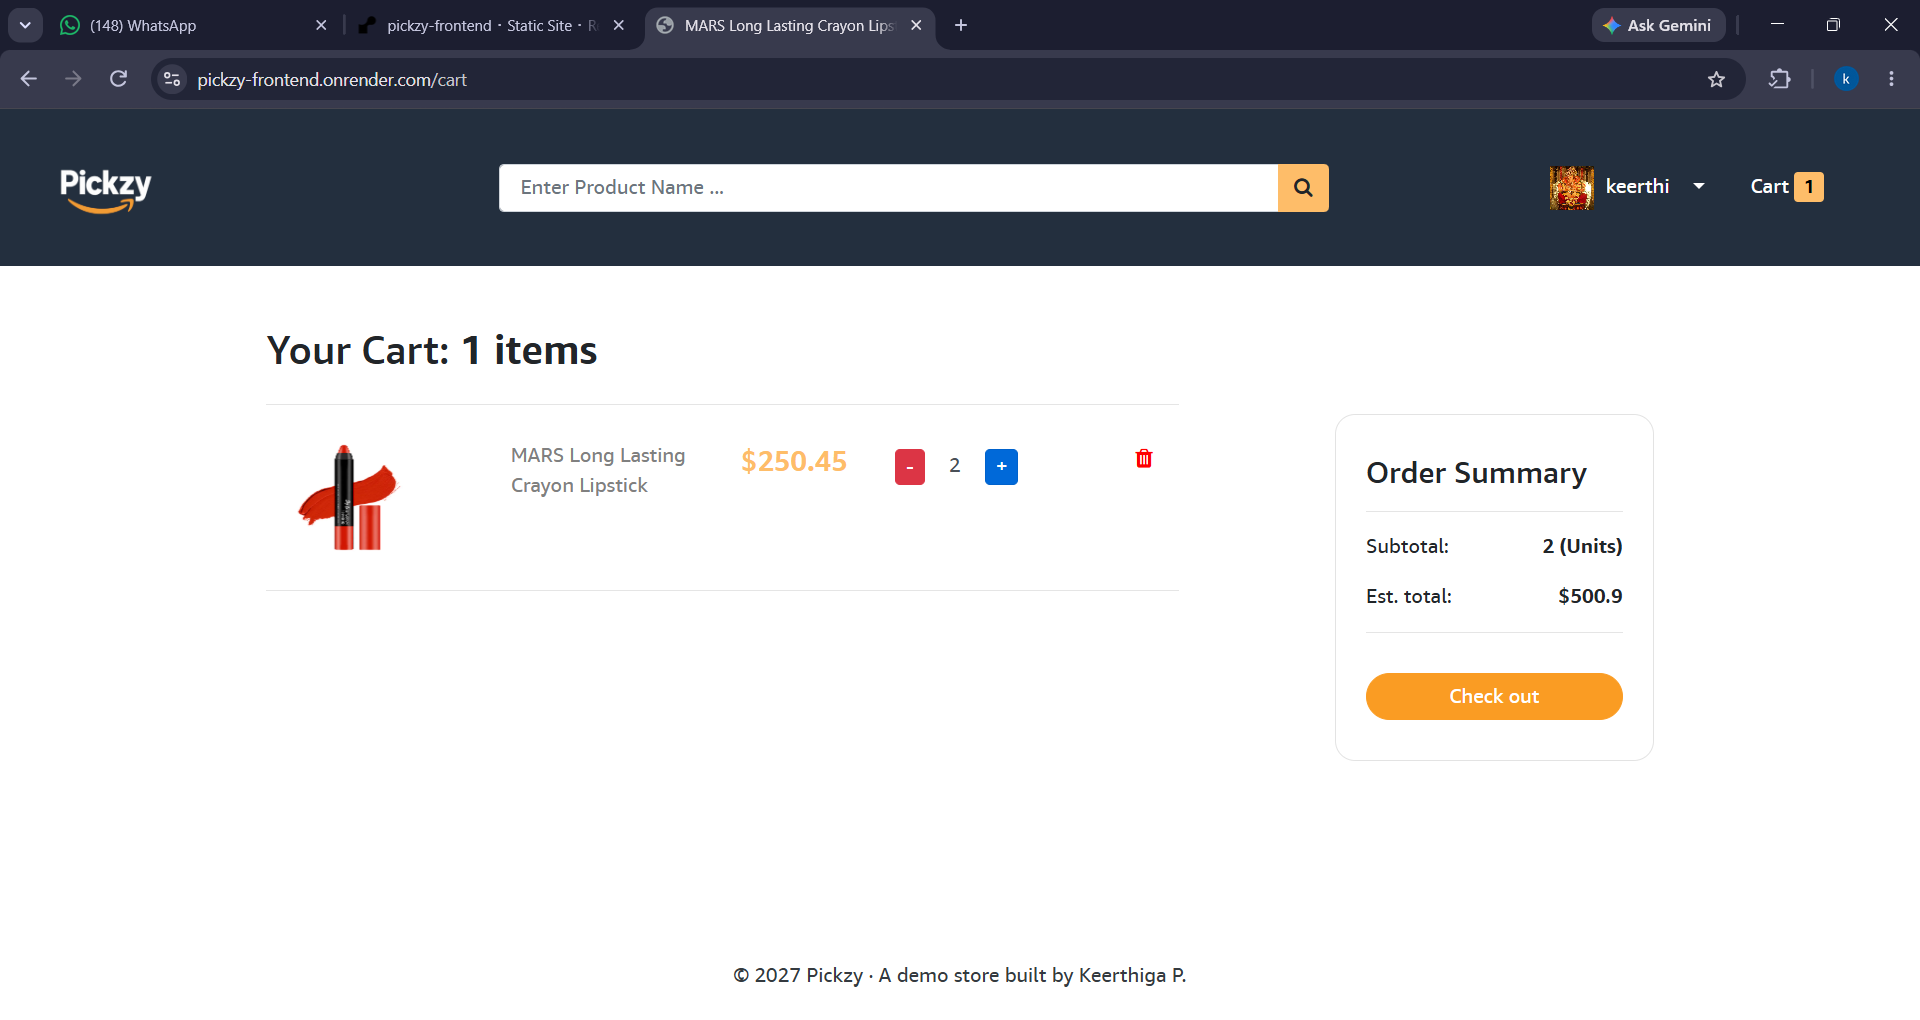 (148) WhatsApp
pickzy-frontend · Static Site · R
MARS Long Lasting Crayon Lips
Ask Gemini
pickzy-frontend.onrender.com/cart
k
Pickzy
Enter Product Name ...
keerthi
Cart 1
Your Cart: 1 items
MARS Long Lasting
Crayon Lipstick
$250.45
- 2 +
Order Summary
Subtotal: 2 (Units)
Est. total: $500.9
Check out
© 2027 Pickzy · A demo store built by Keerthiga P.